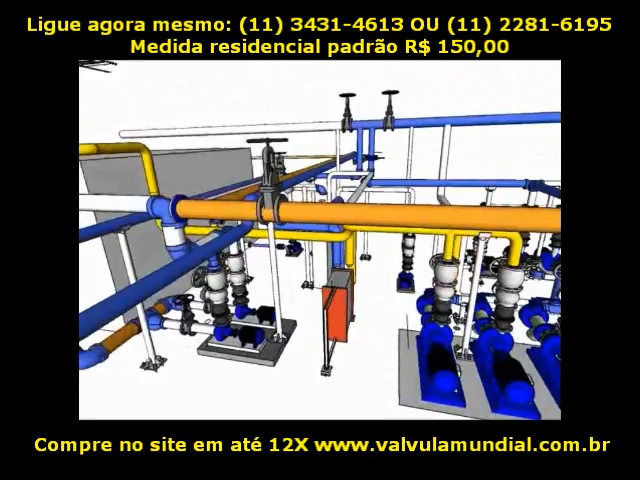 Ligue agora mesmo: (11) 3431-4613 OU (11) 2281-6195
Medida residencial padrão R$ 150,00
Compre no site em até 12X www.valvulamundial.com.br